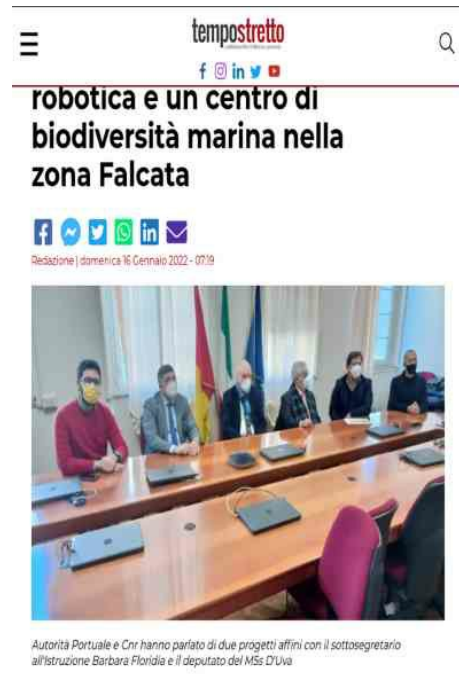 tempostretto
robotica e un centro di
biodiversità marina nella
zona Falcata
Redazione | domenica 16 Gennaio 2022 - 07:19
Autorità Portuale e Cnr hanno parlato di due progetti affini con il sottosegretario
all'Istruzione Barbara Floridia e il deputato del M5s D'Uva